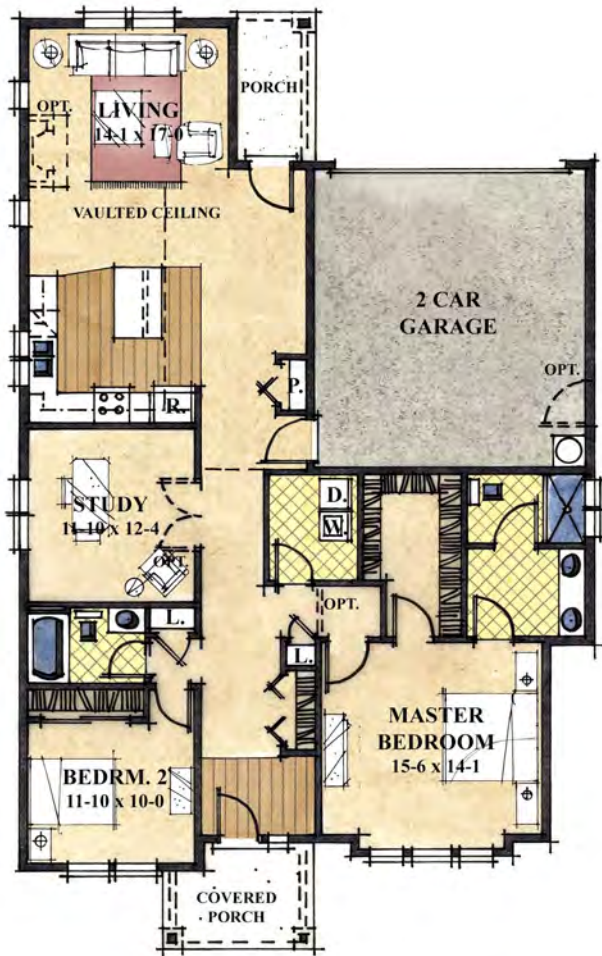 PORCH
LIVING
14-1 x 17-0
OPT.
VAULTED CEILING
2 CAR
GARAGE
OPT.
P.
R.
STUDY
11-10 x 12-4
OPT.
D.
W.
L.
OPT.
L.
MASTER
BEDROOM
15-6 x 14-1
BEDRM. 2
11-10 x 10-0
COVERED
PORCH